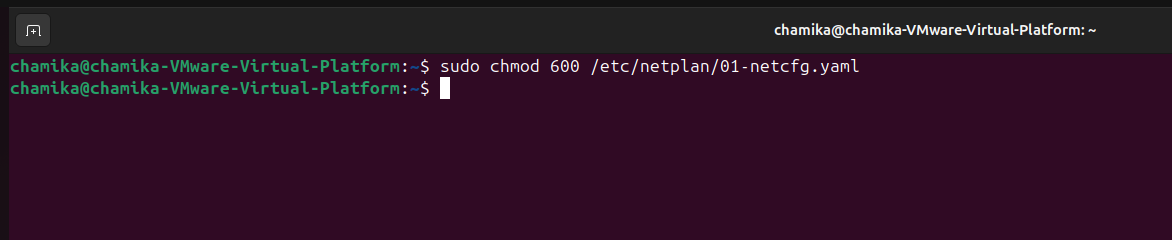 chamika@chamika-VMware-Virtual-Platform: ~
chamika@chamika-VMware-Virtual-Platform:~$ sudo chmod 600 /etc/netplan/01-netcfg.yaml
chamika@chamika-VMware-Virtual-Platform:~$